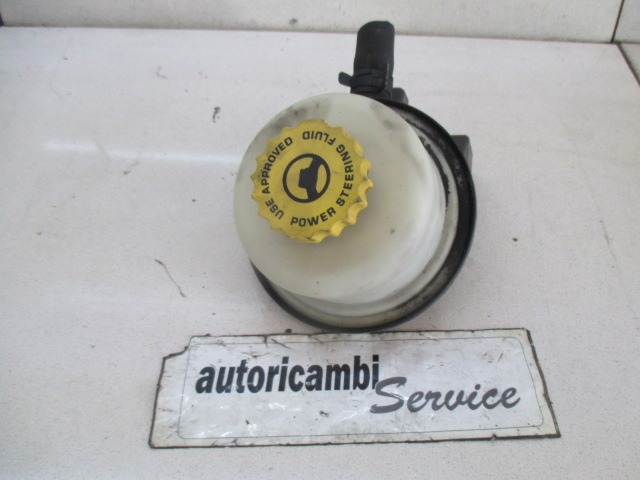 USE APPROVED POWER STEERING FLUID
autoricambi
Service